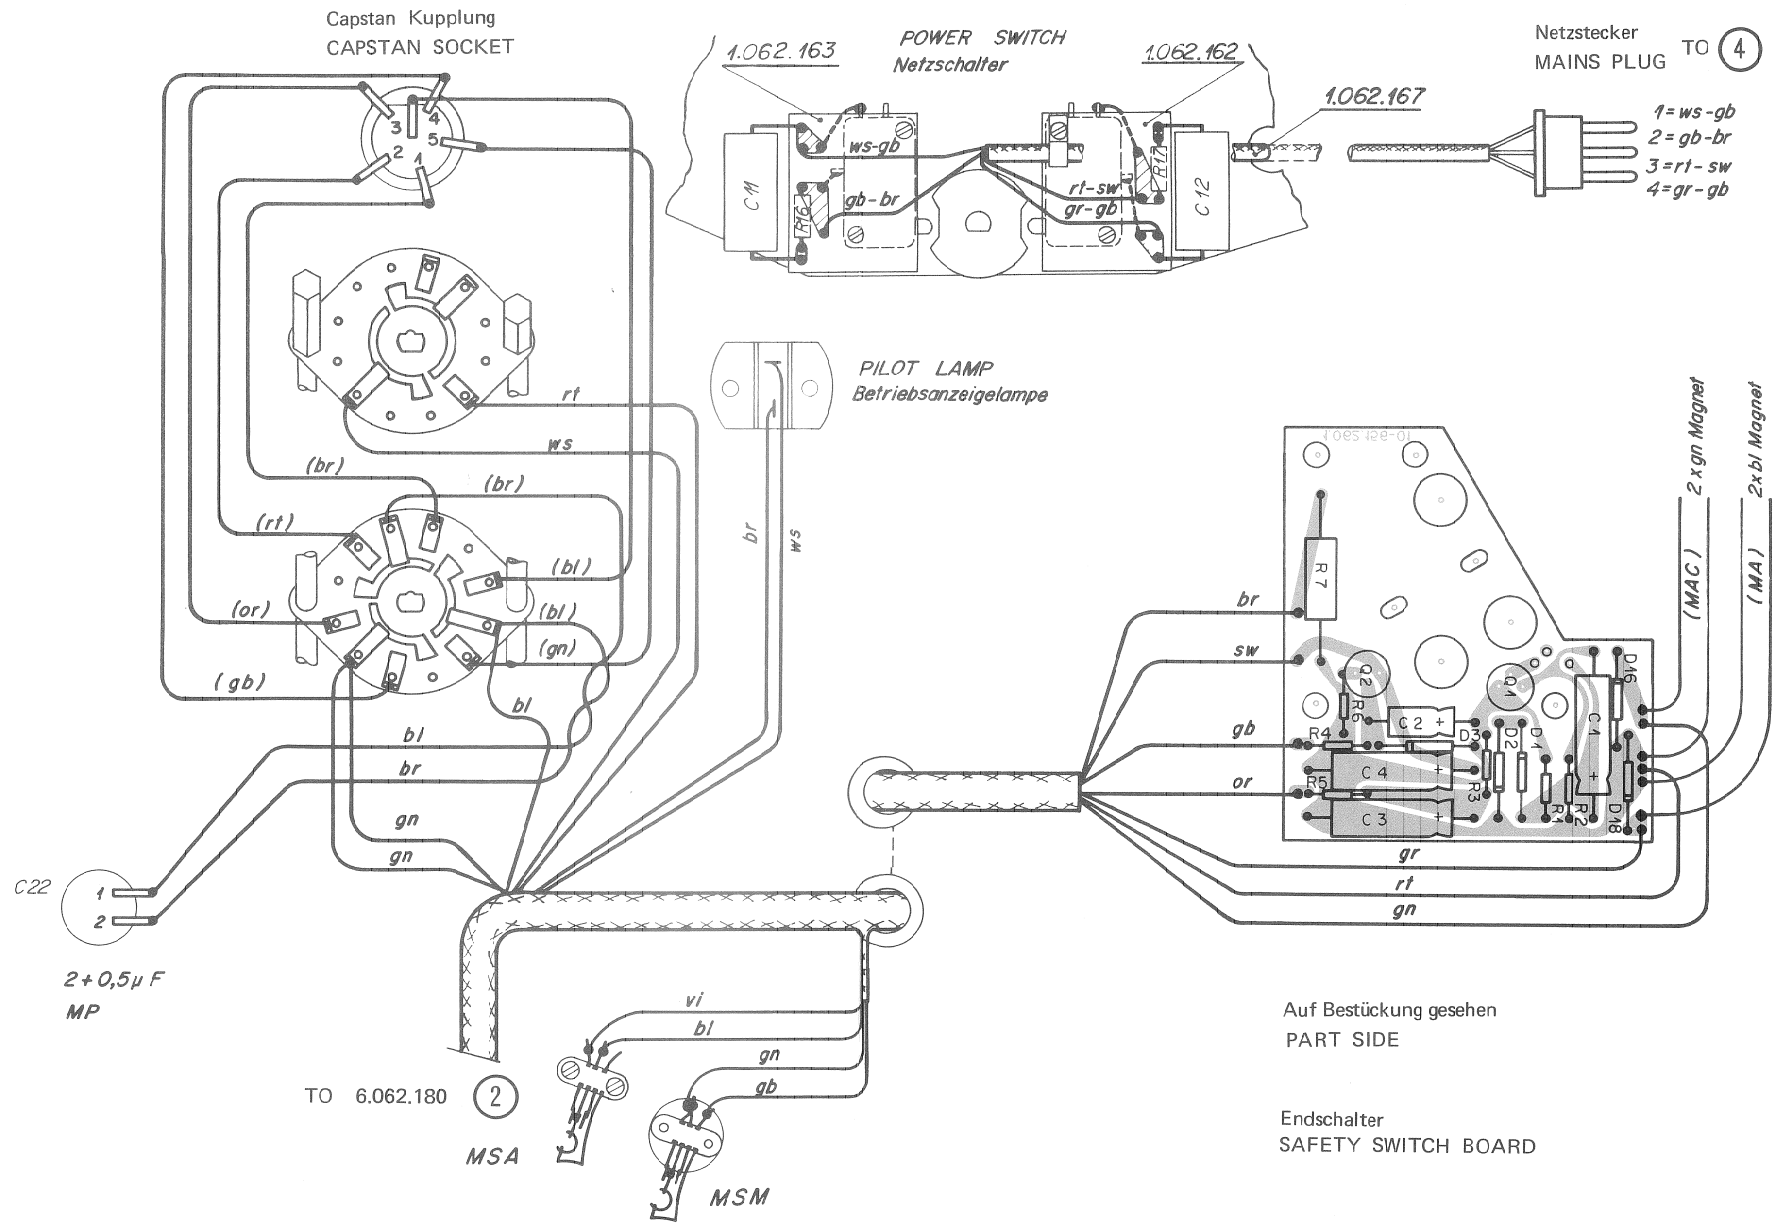 Capstan Kupplung
CAPSTAN SOCKET
1.062.163
POWER SWITCH
Netzschalter
1.062.162
1.062.167
Netzstecker
MAINS PLUG
TO 4
1=ws-gb
2=gb-br
3=rt-sw
4=gr-gb
3
4
5
2
1
C11
R16
ws-gb
gb-br
rt-sw
gr-gb
R17
C12
rt
ws
(br)
(br)
(rt)
(bl)
(or)
(bl)
(gn)
(gb)
bl
bl
br
gn
gn
PILOT LAMP
Betriebsanzeigelampe
br
ws
C22
1
2
2+0,5µF
MP
TO 6.062.180 2
vi
bl
gn
gb
MSA
MSM
br
sw
gb
or
gr
rt
gn
1.062.156-01
R7
Q2
R6
R4
R5
C2 +
C4 +
C3 +
D3
R3
D2
D1
Q1
R1
R2
C1 +
D16
D18
2x gn Magnet
(MAC)
2x bl Magnet
(MA)
Auf Bestückung gesehen
PART SIDE
Endschalter
SAFETY SWITCH BOARD